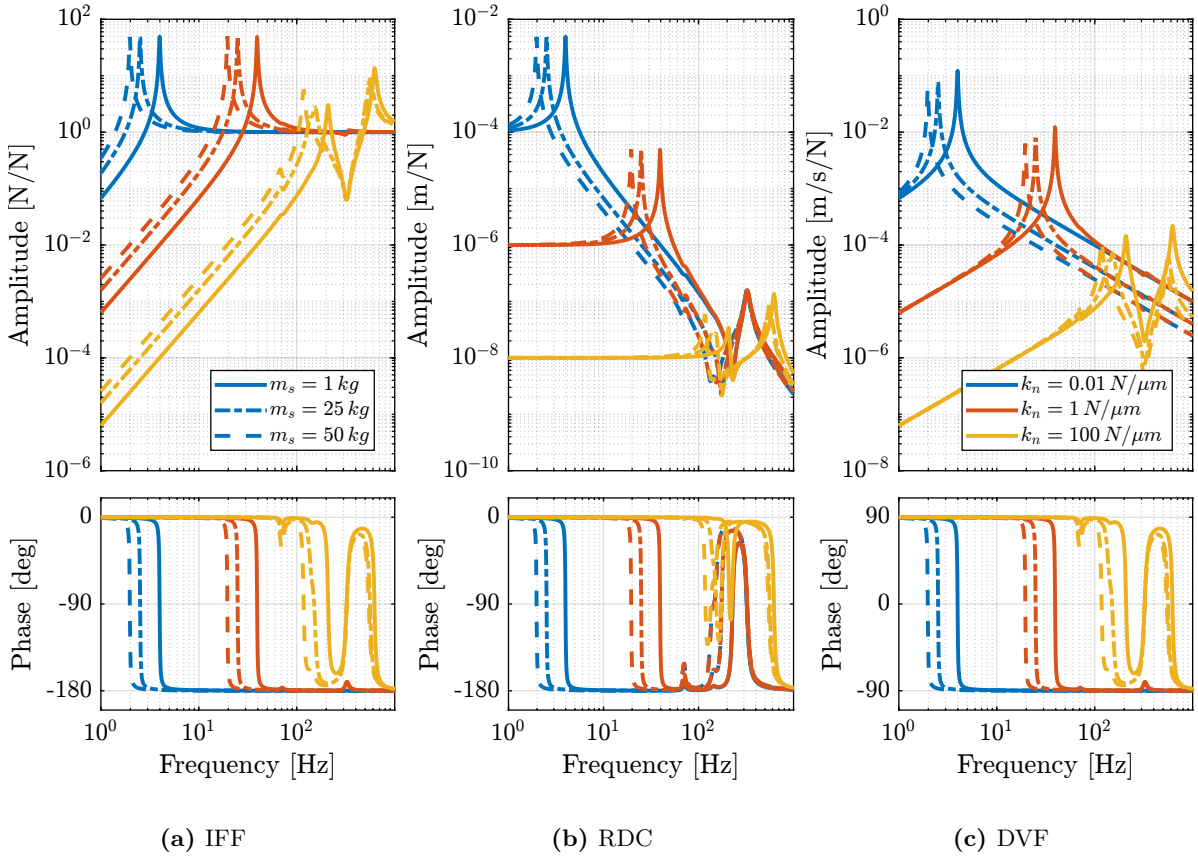 10^2
10^0
10^-2
10^-4
10^-6
Amplitude [N/N]
m_s = 1 kg
m_s = 25 kg
m_s = 50 kg
0
-90
-180
Phase [deg]
10^0
10^1
10^2
Frequency [Hz]
(a) IFF
10^-2
10^-4
10^-6
10^-8
10^-10
Amplitude [m/N]
0
-90
-180
Phase [deg]
10^0
10^1
10^2
Frequency [Hz]
(b) RDC
10^0
10^-2
10^-4
10^-6
10^-8
Amplitude [m/s/N]
k_n = 0.01 N/μm
k_n = 1 N/μm
k_n = 100 N/μm
90
0
-90
Phase [deg]
10^0
10^1
10^2
Frequency [Hz]
(c) DVF